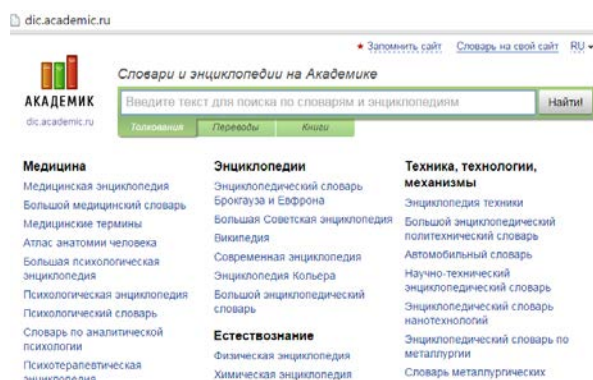 dic.academic.ru
★ Запомнить сайт Словарь на свой сайт RU
Словари и энциклопедии на Академике
АКАДЕМИК
dic.academic.ru
Введите текст для поиска по словарям и энциклопедиям
Найти!
Толкования Переводы Книги
Медицина
Медицинская энциклопедия
Большой медицинский словарь
Медицинские термины
Атлас анатомии человека
Большая психологическая
энциклопедия
Психологическая энциклопедия
Психологический словарь
Словарь по аналитической
психологии
Психотерапевтическая
энциклопедия
Энциклопедии
Энциклопедический словарь
Брокгауза и Евфрона
Большая Советская энциклопедия
Википедия
Современная энциклопедия
Энциклопедия Кольера
Большой энциклопедический
словарь
Естествознание
Физическая энциклопедия
Химическая энциклопедия
Техника, технологии,
механизмы
Энциклопедия техники
Большой энциклопедический
политехнический словарь
Автомобильный словарь
Научно-технический
энциклопедический словарь
Энциклопедический словарь
нанотехнологий
Энциклопедический словарь по
металлургии
Словарь металлургических